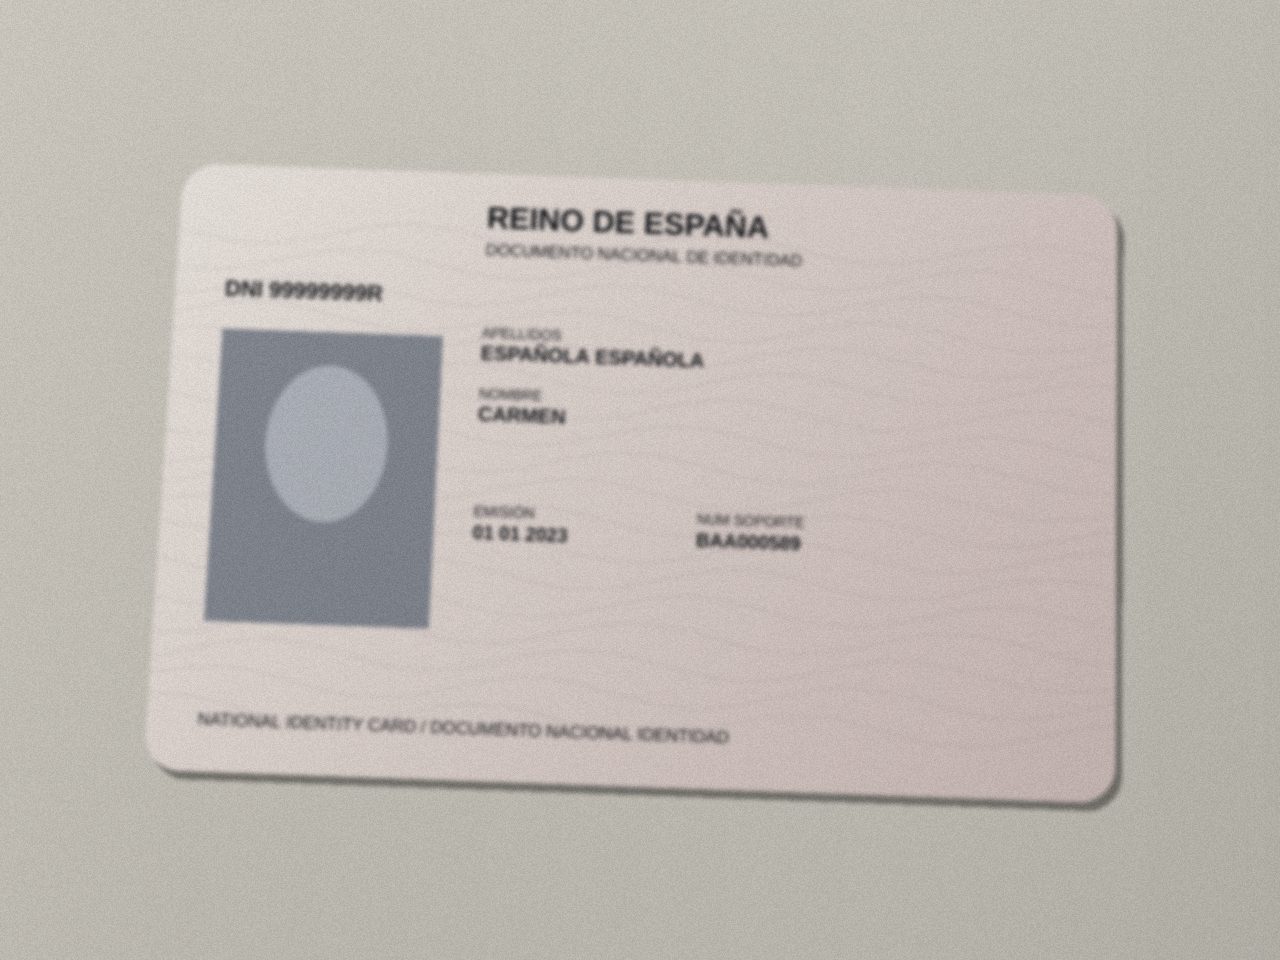 REINO DE ESPAÑA
DOCUMENTO NACIONAL DE IDENTIDAD
DNI 99999999R
APELLIDOS
ESPAÑOLA ESPAÑOLA
NOMBRE
CARMEN
EMISIÓN
NUM SOPORTE
01 01 2023
BAA000589
NATIONAL IDENTITY CARD / DOCUMENTO NACIONAL IDENTIDAD